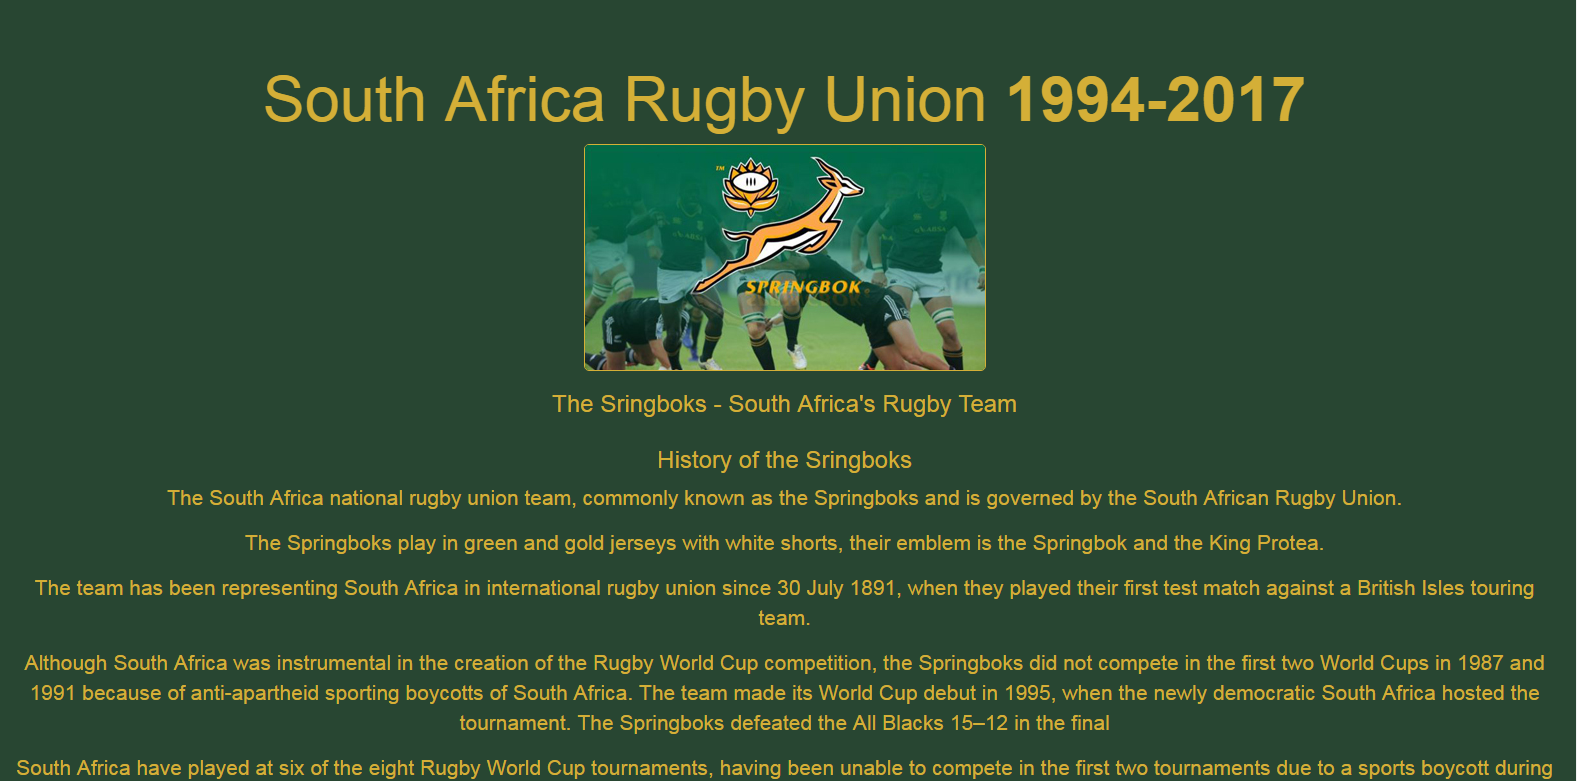 South Africa Rugby Union 1994-2017
™
SPRINGBOK
The Sringboks - South Africa's Rugby Team
History of the Sringboks
The South Africa national rugby union team, commonly known as the Springboks and is governed by the South African Rugby Union.
The Springboks play in green and gold jerseys with white shorts, their emblem is the Springbok and the King Protea.
The team has been representing South Africa in international rugby union since 30 July 1891, when they played their first test match against a British Isles touring
team.
Although South Africa was instrumental in the creation of the Rugby World Cup competition, the Springboks did not compete in the first two World Cups in 1987 and
1991 because of anti-apartheid sporting boycotts of South Africa. The team made its World Cup debut in 1995, when the newly democratic South Africa hosted the
tournament. The Springboks defeated the All Blacks 15–12 in the final
South Africa have played at six of the eight Rugby World Cup tournaments, having been unable to compete in the first two tournaments due to a sports boycott during